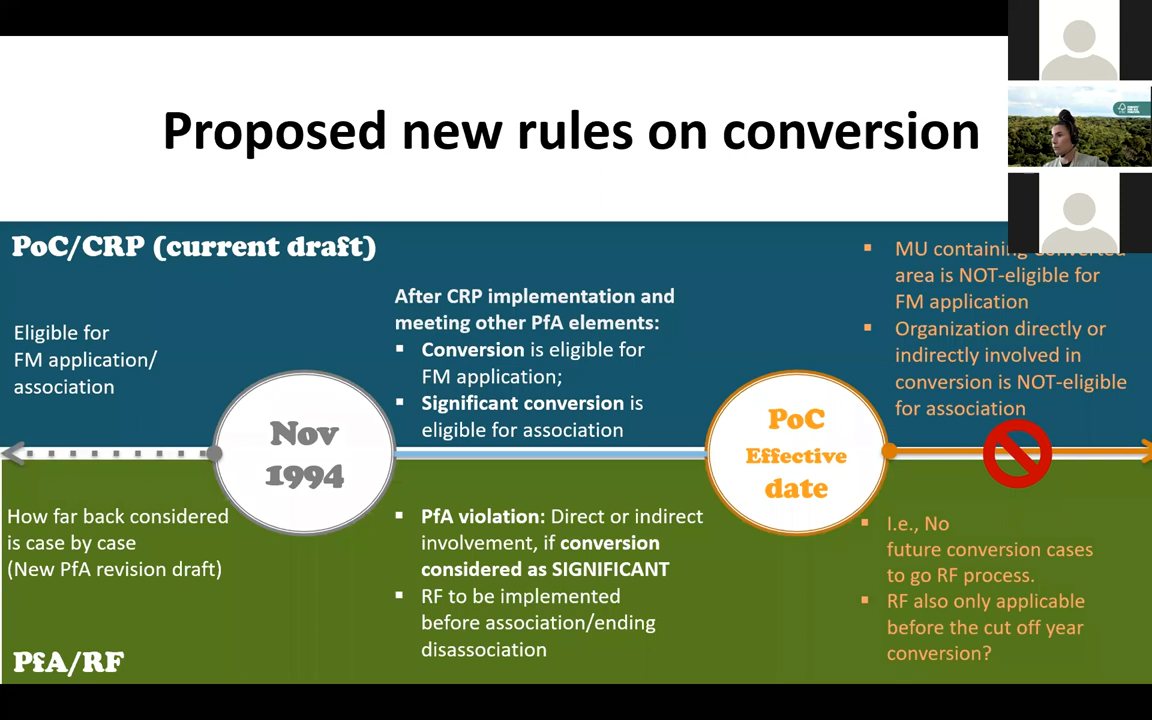 Proposed new rules on conversion
PoC/CRP (current draft)
Eligible for
FM application/
association
After CRP implementation and
meeting other PfA elements:
▪ Conversion is eligible for
FM application;
▪ Significant conversion is
eligible for association
▪ MU containing converted
area is NOT-eligible for
FM application
▪ Organization directly or
indirectly involved in
conversion is NOT-eligible
for association
Nov
1994
PoC
Effective
date
How far back considered
is case by case
(New PfA revision draft)
▪ PfA violation: Direct or indirect
involvement, if conversion
considered as SIGNIFICANT
▪ RF to be implemented
before association/ending
disassociation
▪ I.e., No
future conversion cases
to go RF process.
▪ RF also only applicable
before the cut off year
conversion?
PfA/RF